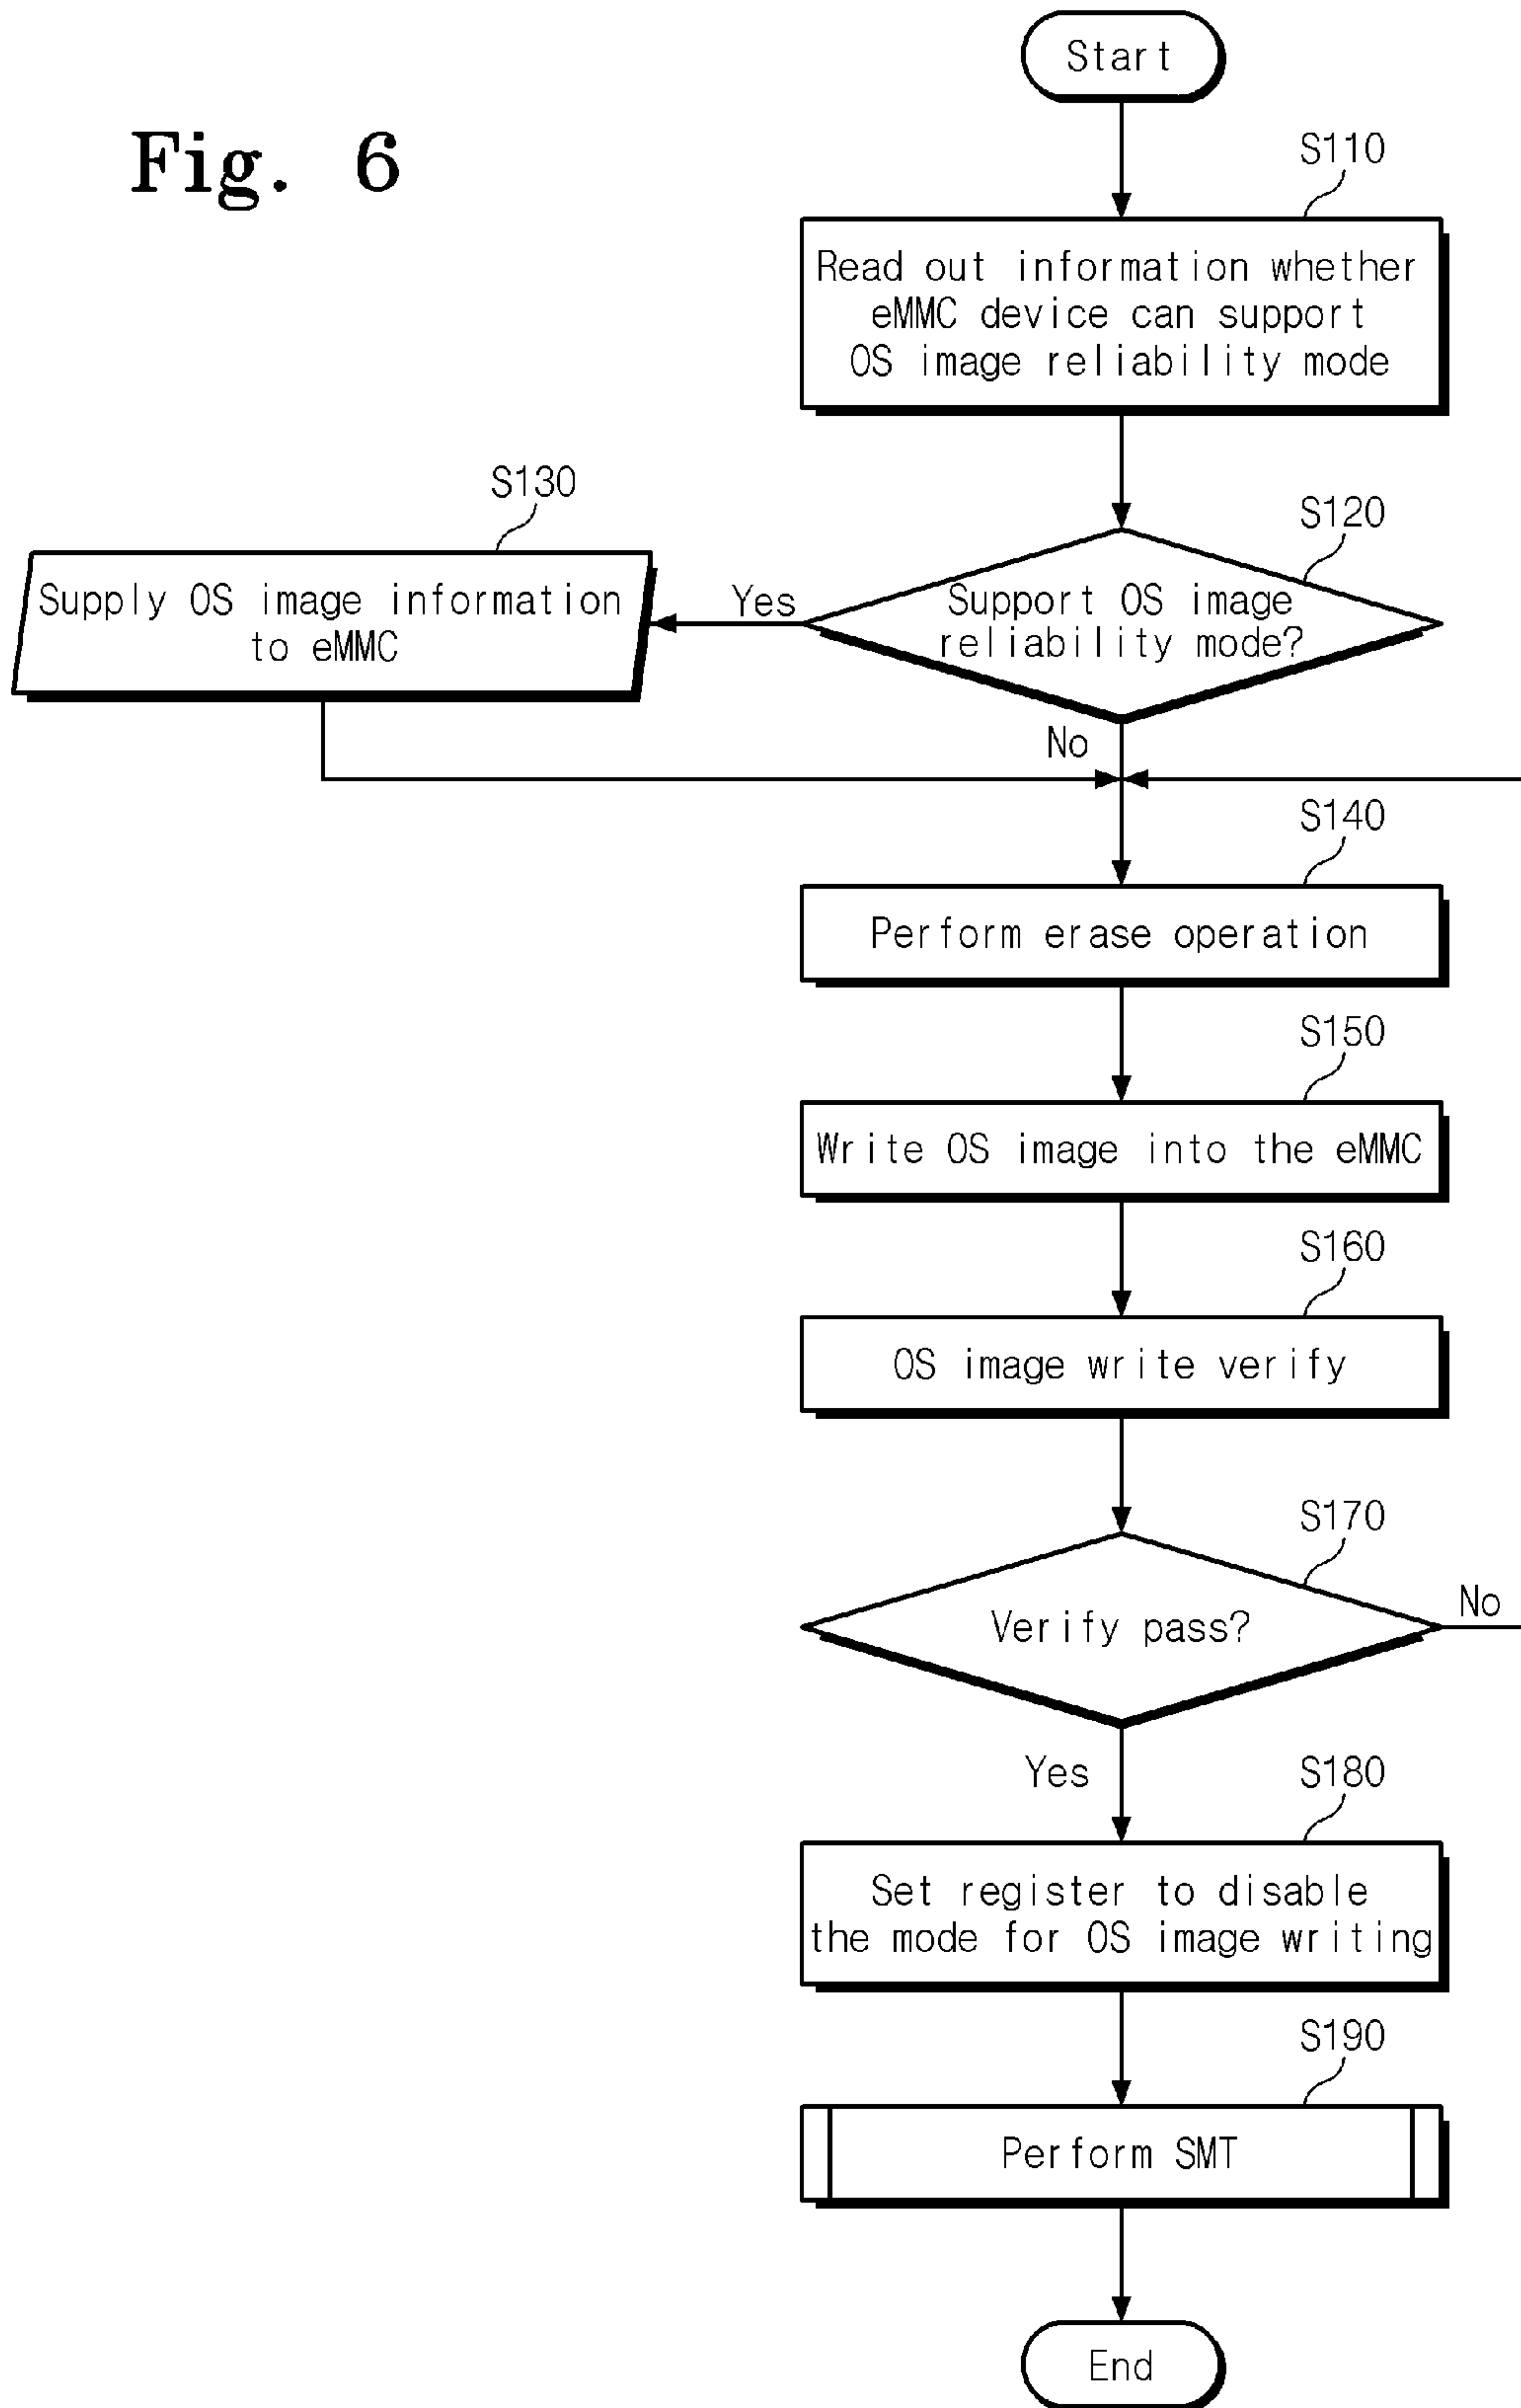 Fig. 6
Start
S110
Read out information whether
eMMC device can support
OS image reliability mode
S130
Supply OS image information
to eMMC
S120
Yes
Support OS image
reliability mode?
No
S140
Perform erase operation
S150
Write OS image into the eMMC
S160
OS image write verify
S170
Verify pass?
No
Yes
S180
Set register to disable
the mode for OS image writing
S190
Perform SMT
End